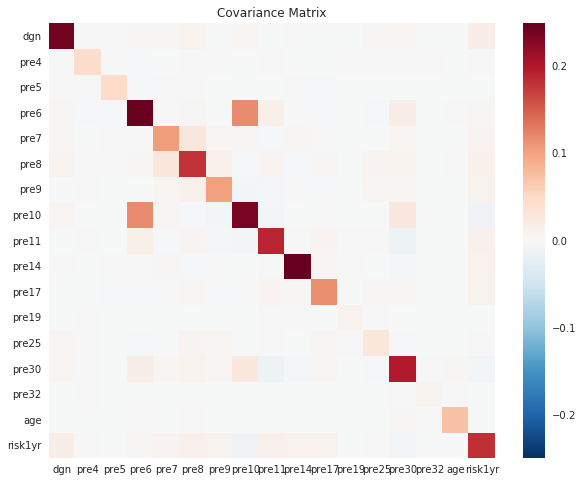 Covariance Matrix
dgn
pre4
pre5
pre6
pre7
pre8
pre9
pre10
pre11
pre14
pre17
pre19
pre25
pre30
pre32
age
risk1yr
dgn pre4 pre5 pre6 pre7 pre8 pre9 pre10 pre11 pre14 pre17 pre19 pre25 pre30 pre32 age risk1yr
0.2
0.1
0.0
−0.1
−0.2